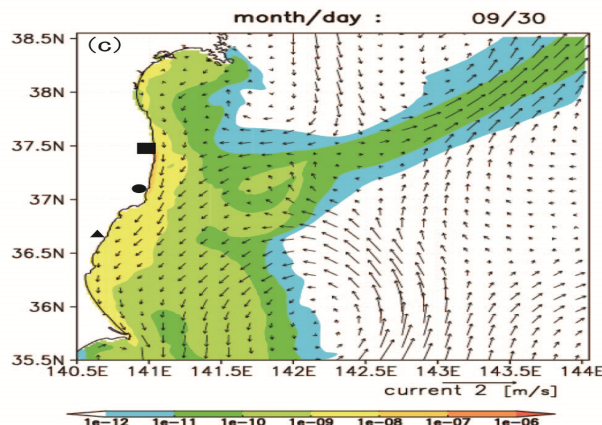 month/day : 09/30
(c)
38.5N
38N
37.5N
37N
36.5N
36N
35.5N
140.5E 141E 141.5E 142E 142.5E 143E 143.5E 144E
current 2 [m/s]
1e-12 1e-11 1e-10 1e-09 1e-08 1e-07 1e-06